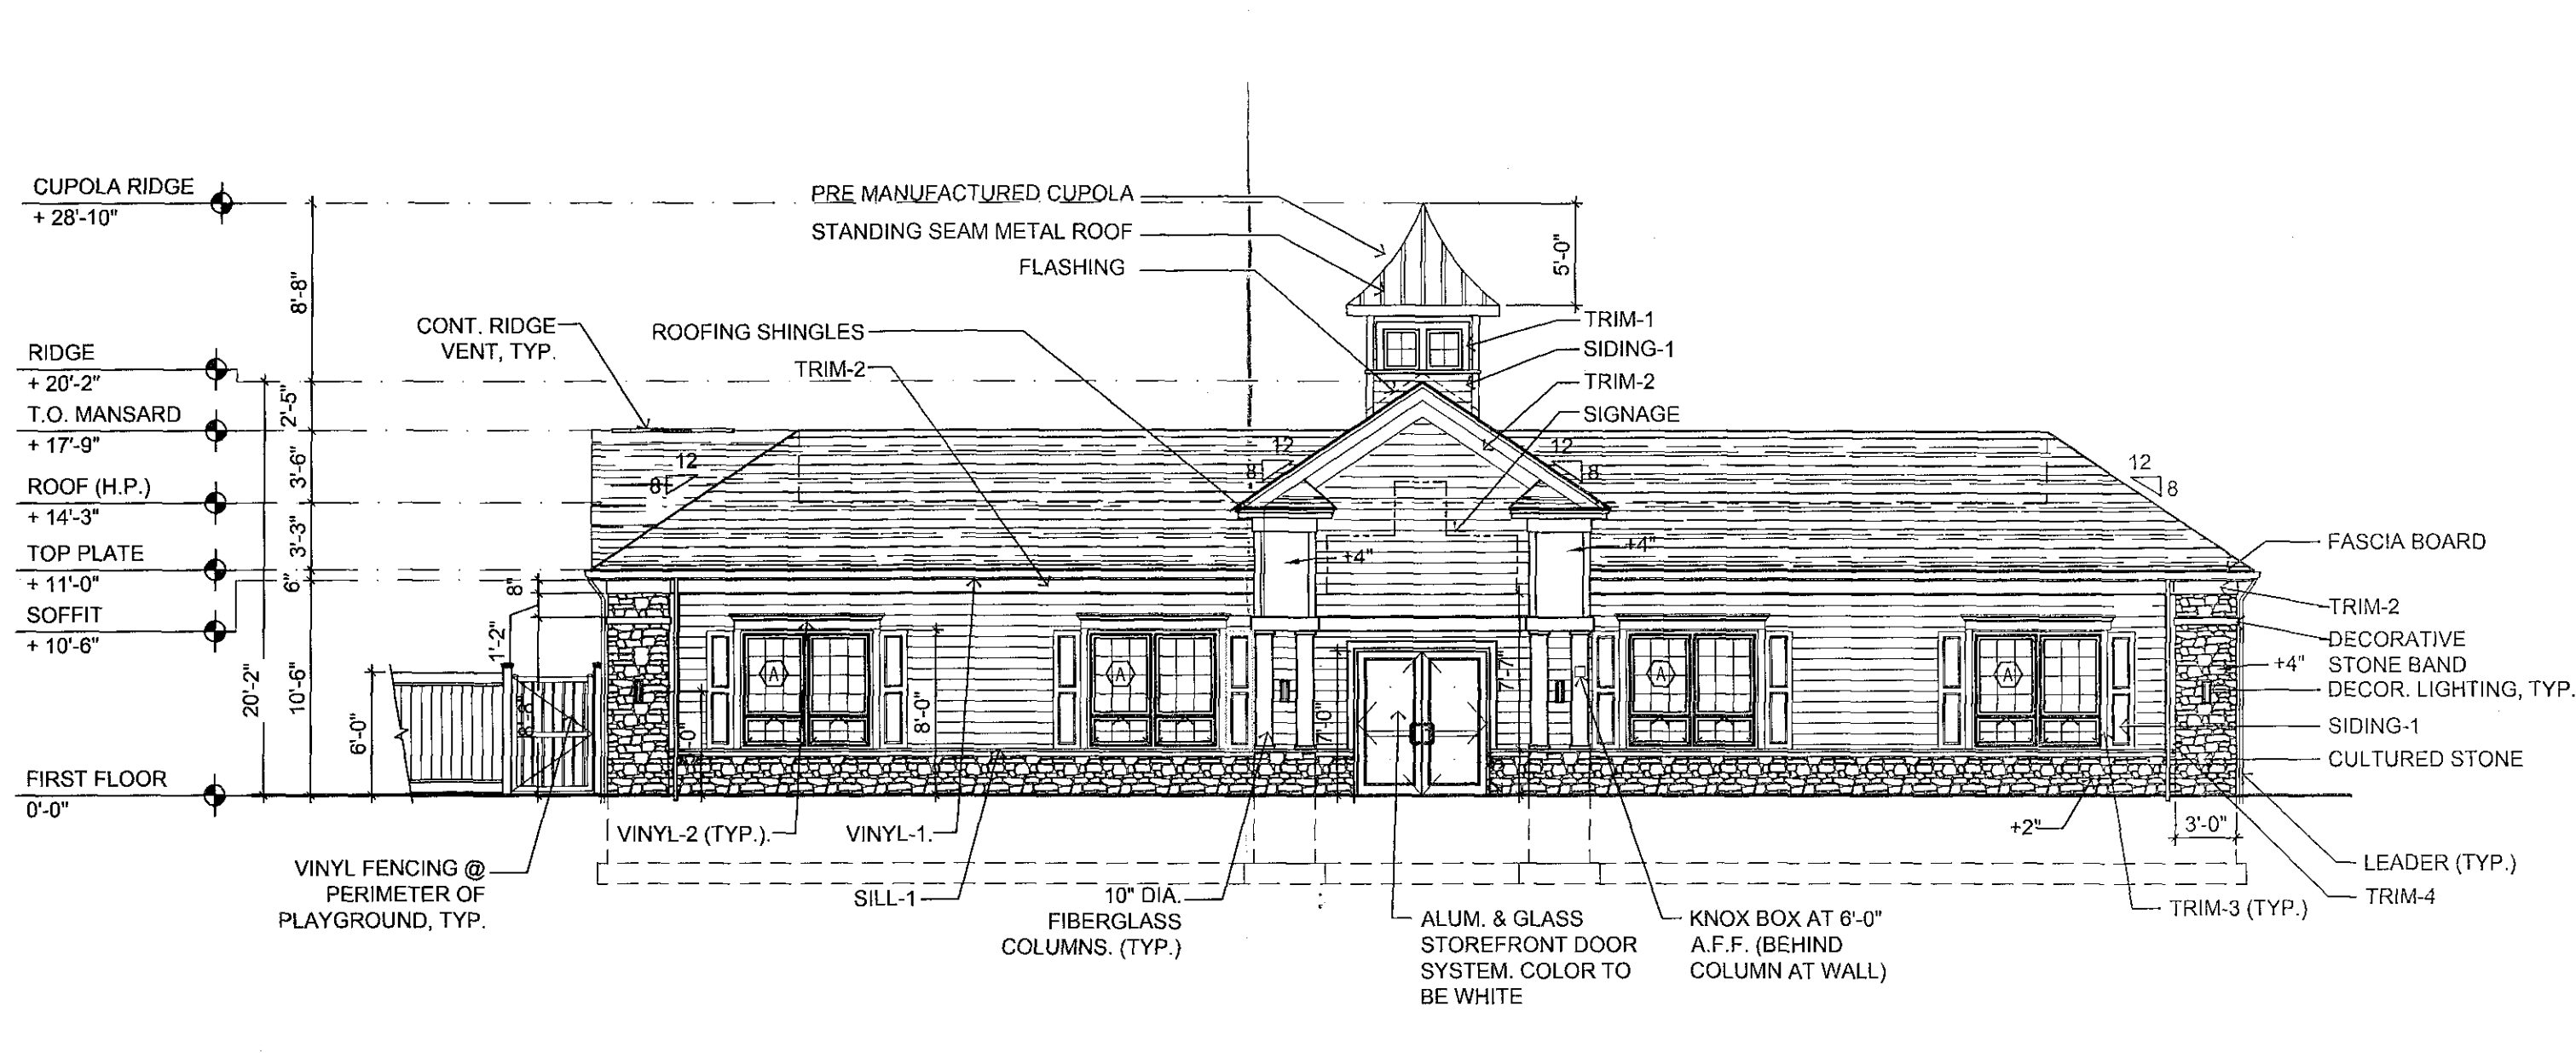 CUPOLA RIDGE
+ 28'-10"
RIDGE
+ 20'-2"
T.O. MANSARD
+ 17'-9"
ROOF (H.P.)
+ 14'-3"
TOP PLATE
+ 11'-0"
SOFFIT
+ 10'-6"
FIRST FLOOR
0'-0"
8'-8"
2'-5"
3'-6"
3'-3"
6"
20'-2"
10'-6"
8"
1'-2"
6'-0"
8'-8"
PRE MANUFACTURED CUPOLA
STANDING SEAM METAL ROOF
FLASHING
CONT. RIDGE
VENT, TYP.
ROOFING SHINGLES
TRIM-2
5'-0"
TRIM-1
SIDING-1
TRIM-2
SIGNAGE
12
8
12
8
12
8
12
8
+4"
+4"
A
A
A
A
8'-0"
7'-0"
7'-7"
FASCIA BOARD
TRIM-2
DECORATIVE
STONE BAND
+4"
DECOR. LIGHTING, TYP.
SIDING-1
CULTURED STONE
+2"
3'-0"
LEADER (TYP.)
TRIM-4
TRIM-3 (TYP.)
VINYL-2 (TYP.).
VINYL-1.
VINYL FENCING @
PERIMETER OF
PLAYGROUND, TYP.
SILL-1
10" DIA.
FIBERGLASS
COLUMNS. (TYP.)
ALUM. & GLASS
STOREFRONT DOOR
SYSTEM. COLOR TO
BE WHITE
KNOX BOX AT 6'-0"
A.F.F. (BEHIND
COLUMN AT WALL)